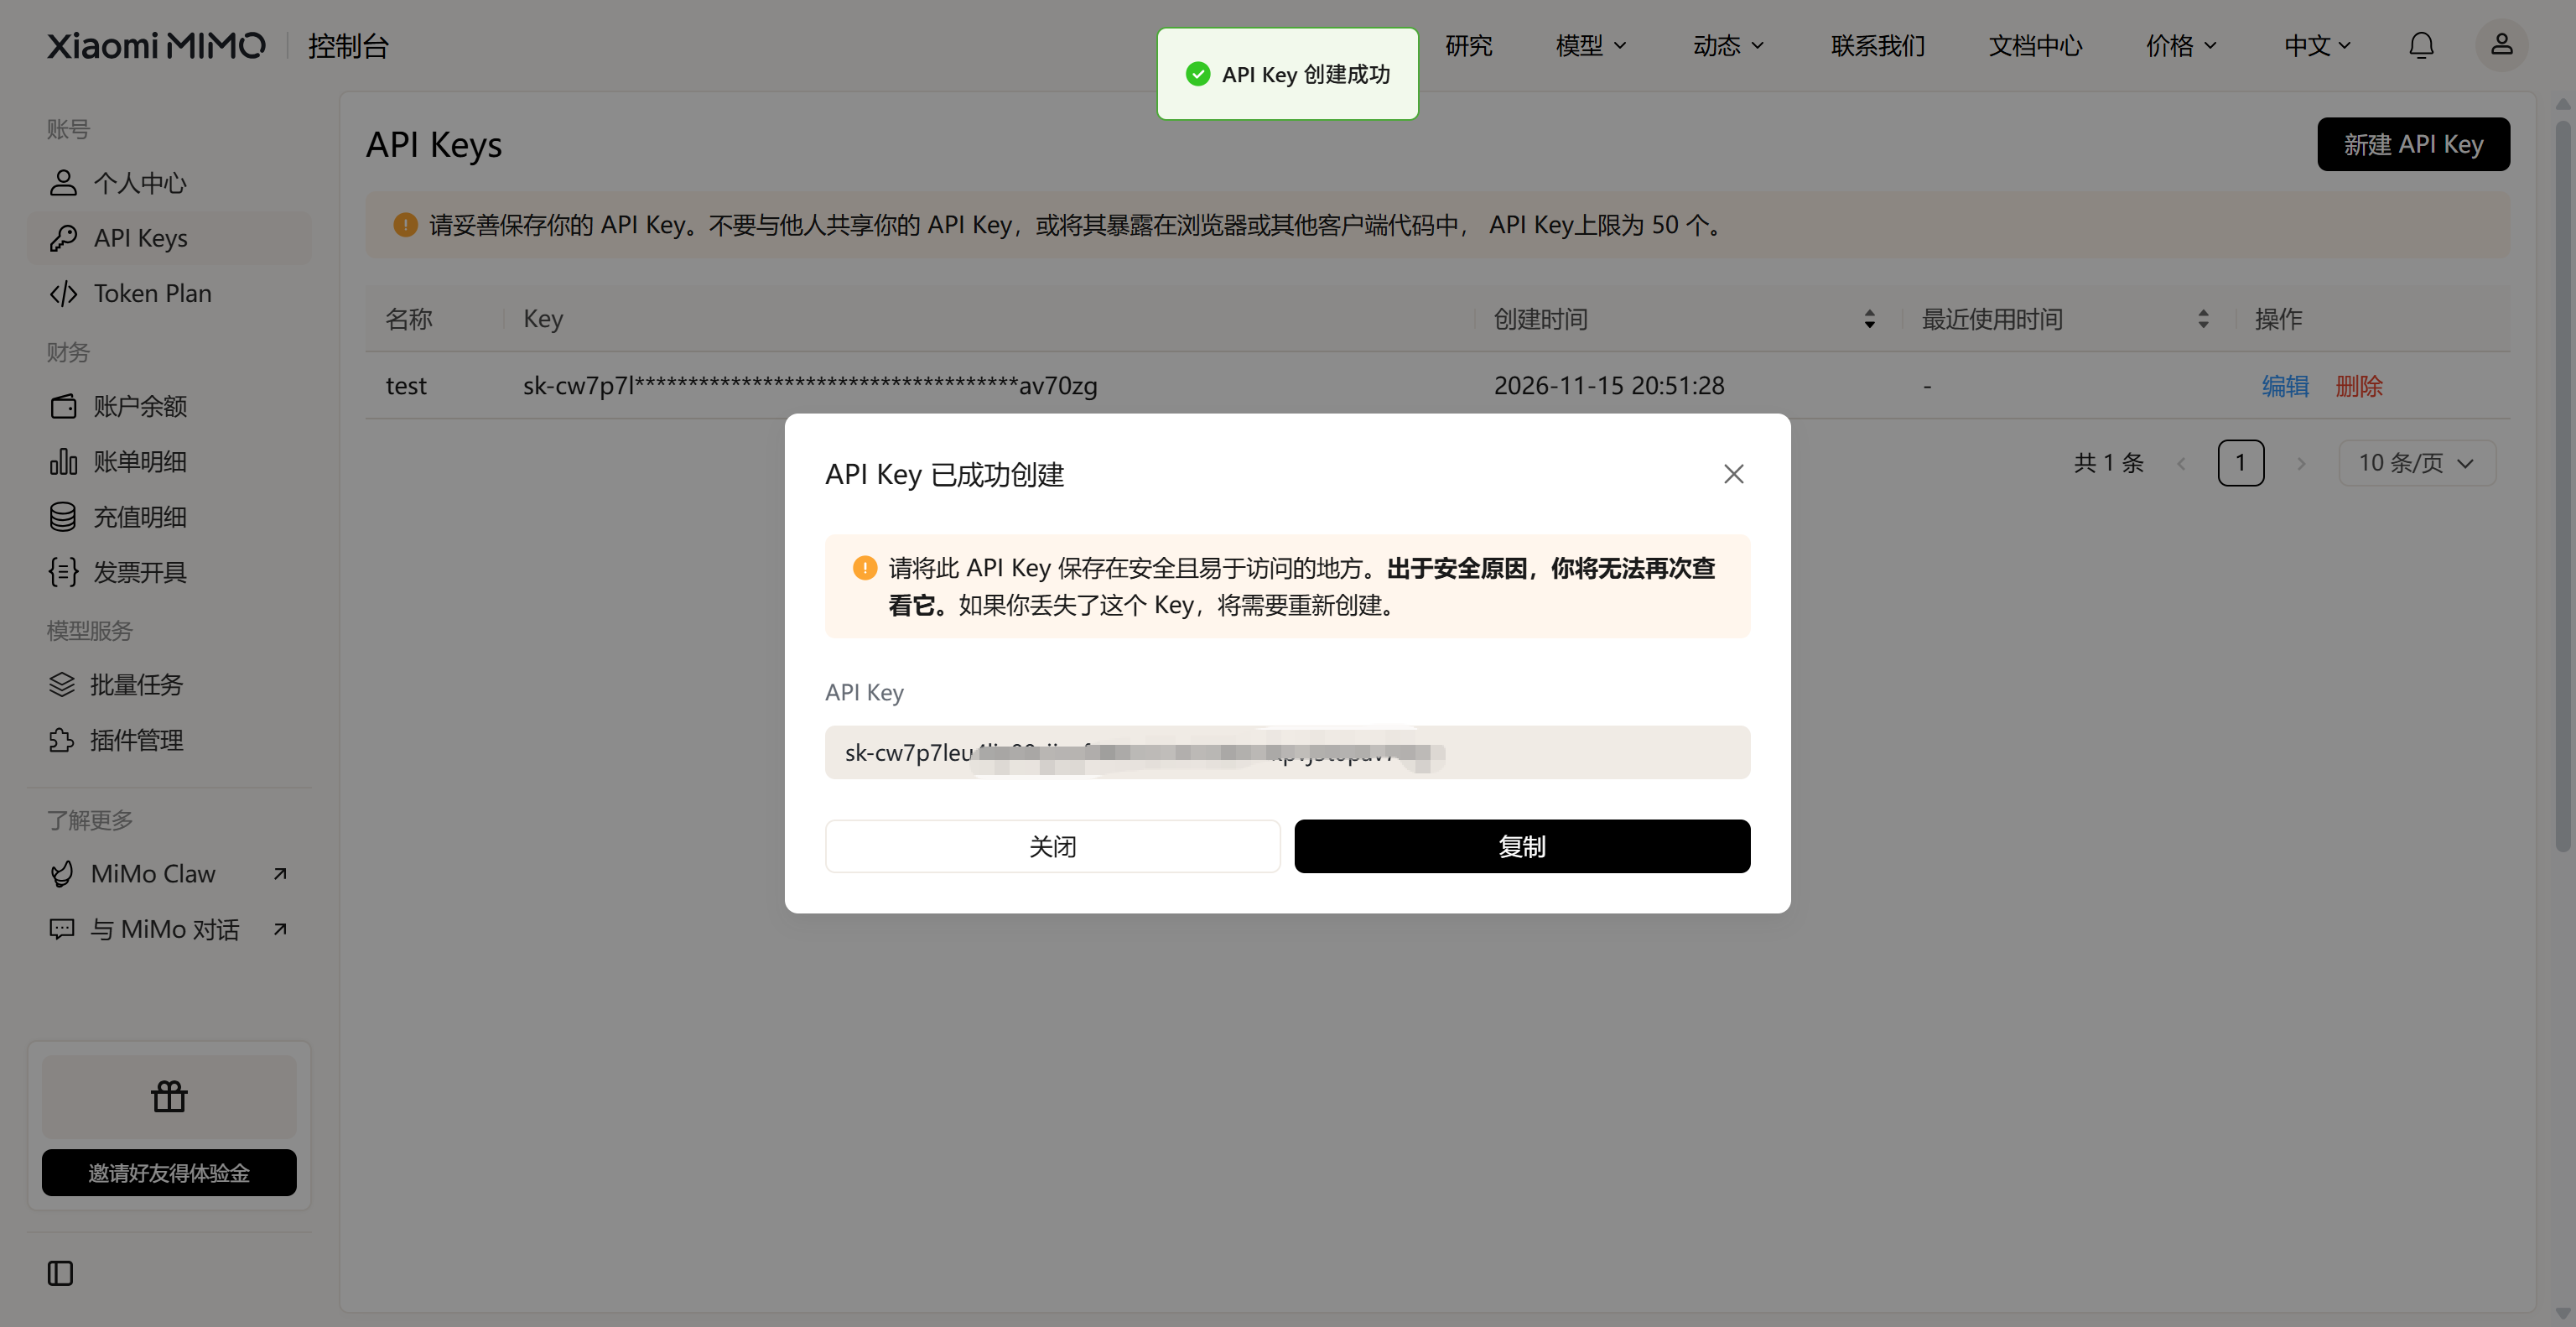 Xiaomi MIMO 控制台
研究 模型 动态 联系我们 文档中心 价格 中文
API Key 创建成功
账号
个人中心
API Keys
Token Plan
财务
账户余额
账单明细
充值明细
发票开具
模型服务
批量任务
插件管理
了解更多
MiMo Claw
与 MiMo 对话
邀请好友得体验金
API Keys
新建 API Key
请妥善保存你的 API Key。不要与他人共享你的 API Key，或将其暴露在浏览器或其他客户端代码中， API Key上限为 50 个。
名称 Key 创建时间 最近使用时间 操作
test sk-cw7p7l************************************av70zg 2026-11-15 20:51:28 - 编辑 删除
共 1 条 1 10 条/页
API Key 已成功创建
请将此 API Key 保存在安全且易于访问的地方。出于安全原因，你将无法再次查
看它。如果你丢失了这个 Key，将需要重新创建。
API Key
sk-cw7p7leu
关闭 复制